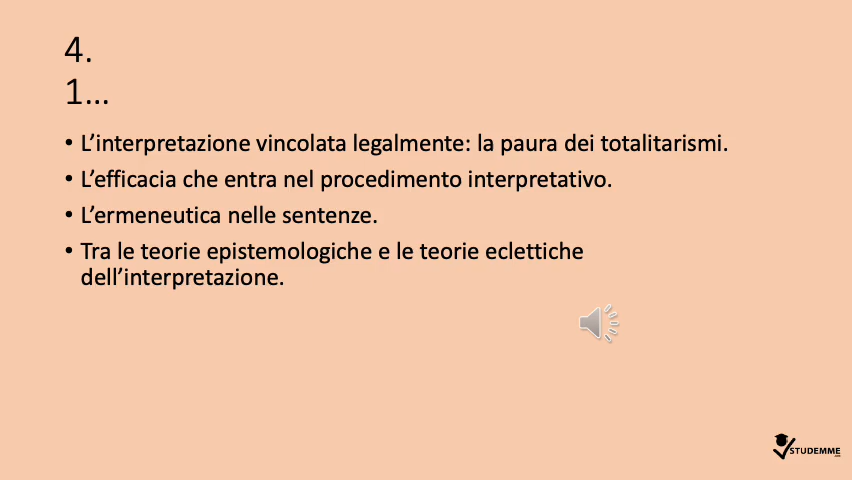 4.
1...
• L'interpretazione vincolata legalmente: la paura dei totalitarismi.
• L'efficacia che entra nel procedimento interpretativo.
• L'ermeneutica nelle sentenze.
• Tra le teorie epistemologiche e le teorie eclettiche
dell'interpretazione.
STUDEMME